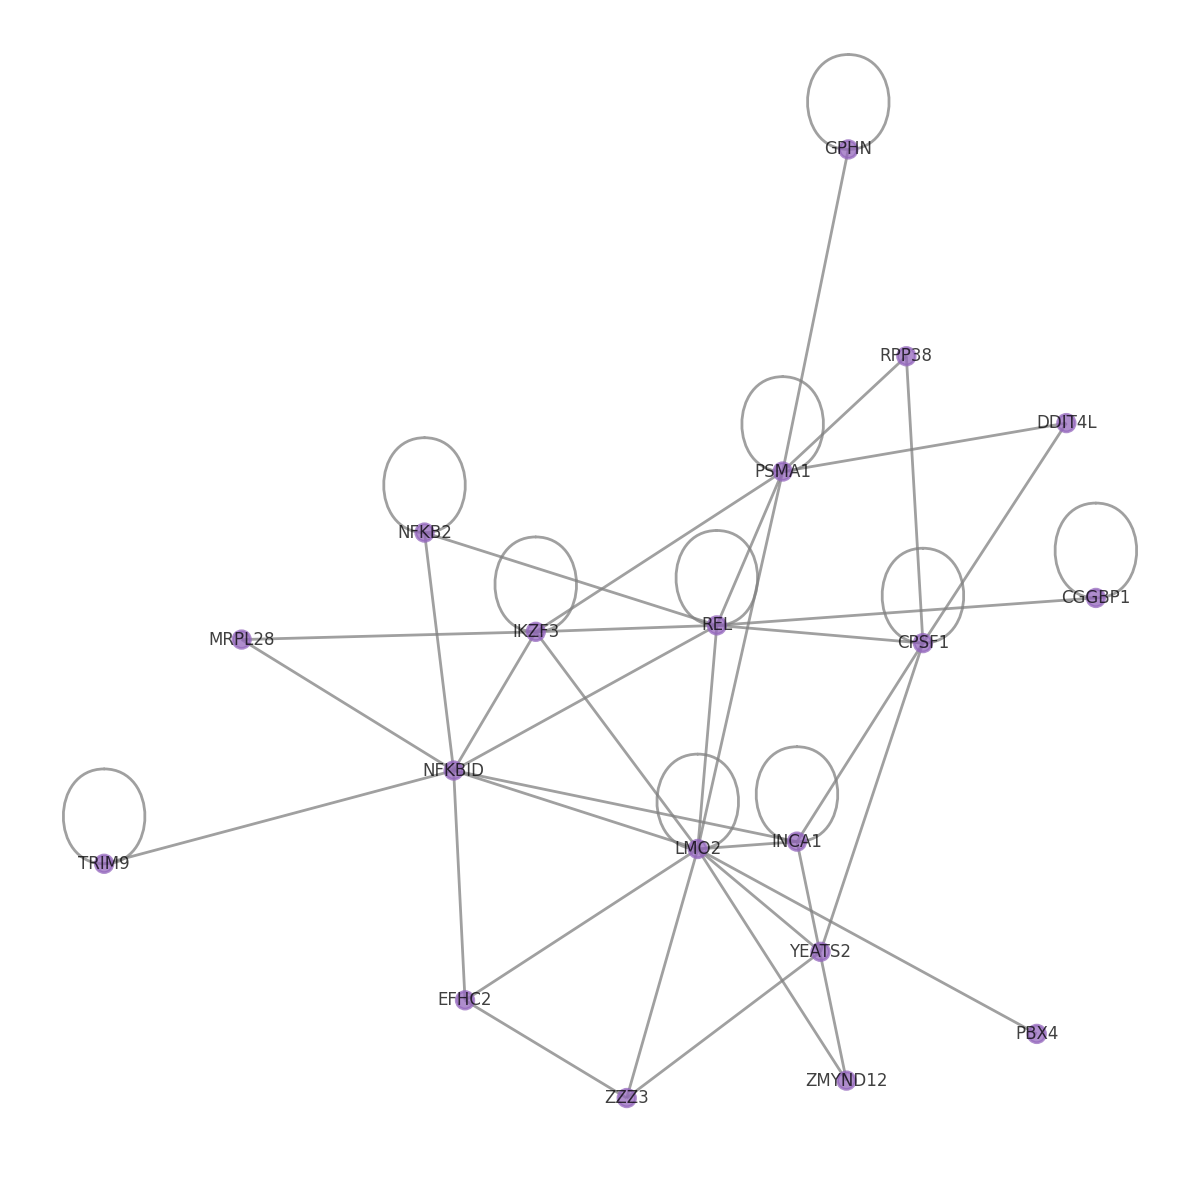 GPHN
RPP38
DDIT4L
PSMA1
NFKB2
CGGBP1
REL
IKZF3
MRPL28
CPSF1
NFKBID
INCA1
LMO2
TRIM9
YEATS2
EFHC2
PBX4
ZMYND12
ZZZ3